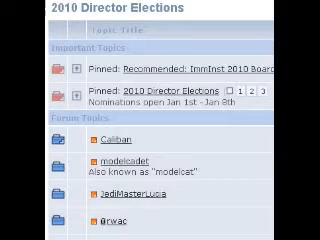 2010 Director Elections
Topic Title
Important Topics
Pinned: Recommended: ImmInst 2010 Board
Pinned: 2010 Director Elections 1 2 3
Nominations open Jan 1st - Jan 8th
Forum Topics
Caliban
modelcadet
Also known as "modelcat"
JediMasterLucia
@rwac